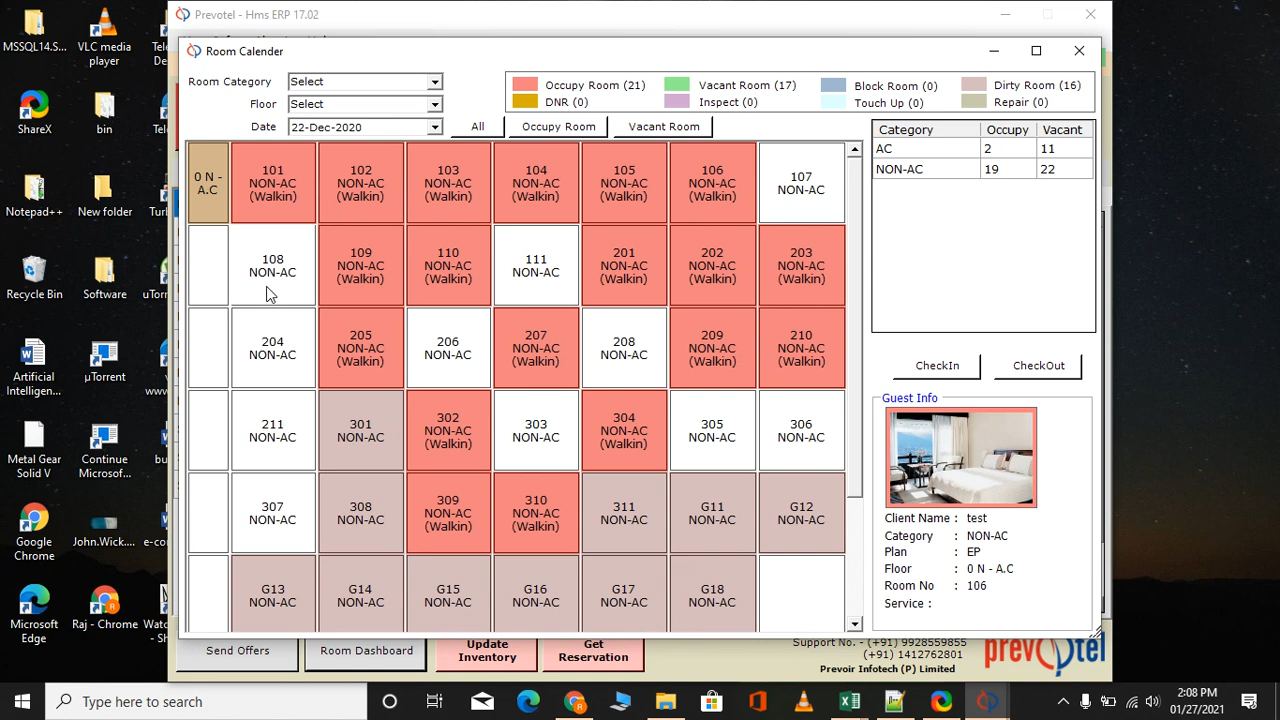 MSSQL14.S...
VLC media
player
Prevotel - Hms ERP 17.02
Room Calender
Room Category
Select
Floor
Select
Date
22-Dec-2020
All
Occupy Room
Vacant Room
Occupy Room (21)
Vacant Room (17)
Block Room (0)
Dirty Room (16)
DNR (0)
Inspect (0)
Touch Up (0)
Repair (0)
ShareX
bin
Notepad++
New folder
Recycle Bin
Software
Artificial
Intelligen...
µTorrent
Metal Gear
Solid V
Continue
Microsof...
Google
Chrome
John.Wick....
Microsoft
Edge
Raj - Chrome
0 N -
A.C
101
NON-AC
(Walkin)
102
NON-AC
(Walkin)
103
NON-AC
(Walkin)
104
NON-AC
(Walkin)
105
NON-AC
(Walkin)
106
NON-AC
(Walkin)
107
NON-AC
108
NON-AC
109
NON-AC
(Walkin)
110
NON-AC
(Walkin)
111
NON-AC
201
NON-AC
(Walkin)
202
NON-AC
(Walkin)
203
NON-AC
(Walkin)
204
NON-AC
205
NON-AC
(Walkin)
206
NON-AC
207
NON-AC
(Walkin)
208
NON-AC
209
NON-AC
(Walkin)
210
NON-AC
(Walkin)
211
NON-AC
301
NON-AC
302
NON-AC
(Walkin)
303
NON-AC
304
NON-AC
(Walkin)
305
NON-AC
306
NON-AC
307
NON-AC
308
NON-AC
309
NON-AC
(Walkin)
310
NON-AC
(Walkin)
311
NON-AC
G11
NON-AC
G12
NON-AC
G13
NON-AC
G14
NON-AC
G15
NON-AC
G16
NON-AC
G17
NON-AC
G18
NON-AC
Category Occupy Vacant
AC 2 11
NON-AC 19 22
CheckIn
CheckOut
Guest Info
Client Name : test
Category : NON-AC
Plan : EP
Floor : 0 N - A.C
Room No : 106
Service :
Send Offers
Room Dashboard
Update
Inventory
Get
Reservation
Support No. - (+91) 9928559855
(+91) 1412762801
Prevoir Infotech (P) Limited
prevotel
Type here to search
2:08 PM
01/27/2021